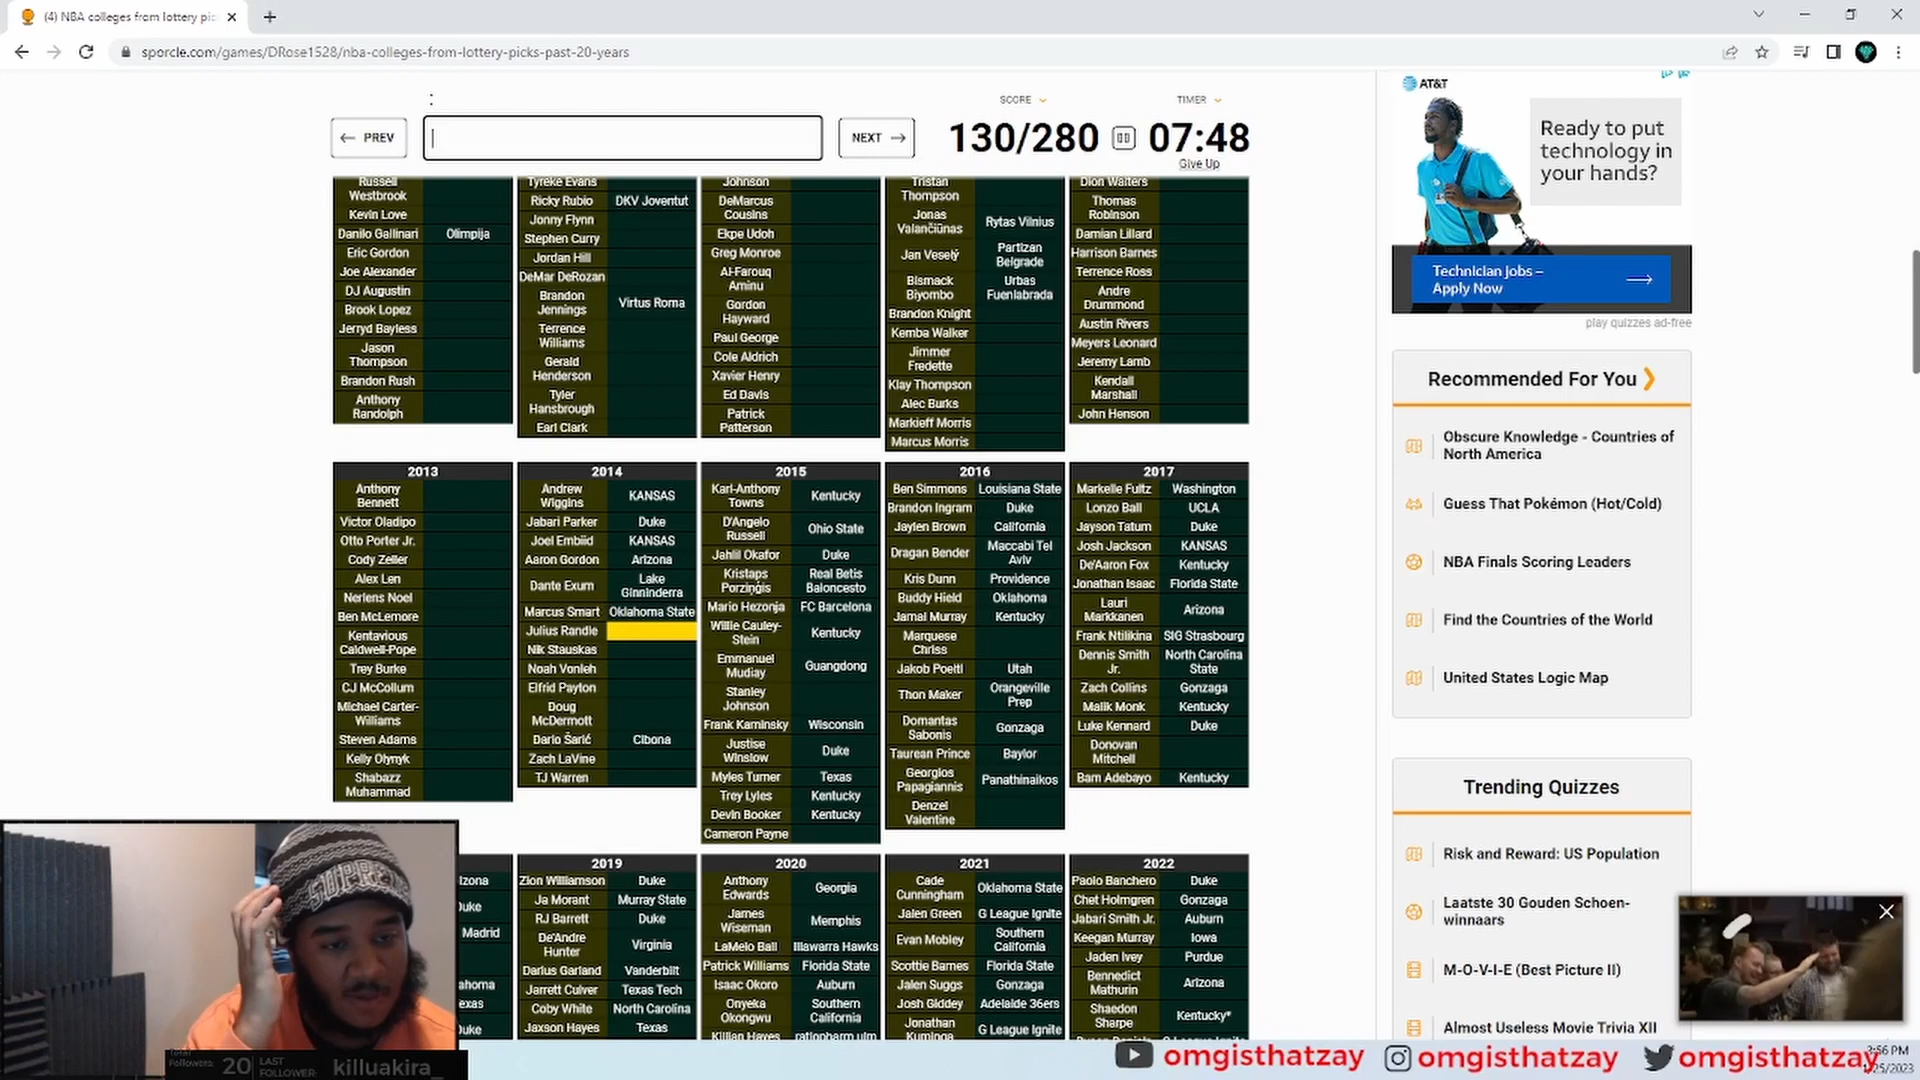 (4) NBA colleges from lottery pic
sporcle.com/games/DRose1528/nba-colleges-from-lottery-picks-past-20-years
:
SCORE
TIMER
← PREV
NEXT →
130/280
07:48
Give Up
Russell Westbrook
Kevin Love
Danilo Gallinari Olimpija
Eric Gordon
Joe Alexander
DJ Augustin
Brook Lopez
Jerryd Bayless
Jason Thompson
Brandon Rush
Anthony Randolph
Tyreke Evans
Ricky Rubio DKV Joventut
Jonny Flynn
Stephen Curry
Jordan Hill
DeMar DeRozan
Brandon Jennings Virtus Roma
Terrence Williams
Gerald Henderson
Tyler Hansbrough
Earl Clark
Johnson
DeMarcus Cousins
Ekpe Udoh
Greg Monroe
Al-Farouq Aminu
Gordon Hayward
Paul George
Cole Aldrich
Xavier Henry
Ed Davis
Patrick Patterson
Tristan Thompson
Jonas Valančiūnas Rytas Vilnius
Jan Veselý Partizan Belgrade
Bismack Biyombo Urbas Fuenlabrada
Brandon Knight
Kemba Walker
Jimmer Fredette
Klay Thompson
Alec Burks
Markieff Morris
Marcus Morris
Dion Waiters
Thomas Robinson
Damian Lillard
Harrison Barnes
Terrence Ross
Andre Drummond
Austin Rivers
Meyers Leonard
Jeremy Lamb
Kendall Marshall
John Henson
2013
Anthony Bennett
Victor Oladipo
Otto Porter Jr.
Cody Zeller
Alex Len
Nerlens Noel
Ben McLemore
Kentavious Caldwell-Pope
Trey Burke
CJ McCollum
Michael Carter-Williams
Steven Adams
Kelly Olynyk
Shabazz Muhammad
2014
Andrew Wiggins KANSAS
Jabari Parker Duke
Joel Embiid KANSAS
Aaron Gordon Arizona
Dante Exum Lake Ginninderra
Marcus Smart Oklahoma State
Julius Randle
Nik Stauskas
Noah Vonleh
Elfrid Payton
Doug McDermott
Dario Šarić Cibona
Zach LaVine
TJ Warren
2015
Karl-Anthony Towns Kentucky
D'Angelo Russell Ohio State
Jahlil Okafor Duke
Kristaps Porziņģis Real Betis Baloncesto
Mario Hezonja FC Barcelona
Willie Cauley-Stein Kentucky
Emmanuel Mudiay Guangdong
Stanley Johnson
Frank Kaminsky Wisconsin
Justise Winslow Duke
Myles Turner Texas
Trey Lyles Kentucky
Devin Booker Kentucky
Cameron Payne
2016
Ben Simmons Louisiana State
Brandon Ingram Duke
Jaylen Brown California
Dragan Bender Maccabi Tel Aviv
Kris Dunn Providence
Buddy Hield Oklahoma
Jamal Murray Kentucky
Marquese Chriss
Jakob Poeltl Utah
Thon Maker Orangeville Prep
Domantas Sabonis Gonzaga
Taurean Prince Baylor
Georgios Papagiannis Panathinaikos
Denzel Valentine
2017
Markelle Fultz Washington
Lonzo Ball UCLA
Jayson Tatum Duke
Josh Jackson KANSAS
De'Aaron Fox Kentucky
Jonathan Isaac Florida State
Lauri Markkanen Arizona
Frank Ntilikina SIG Strasbourg
Dennis Smith Jr. North Carolina State
Zach Collins Gonzaga
Malik Monk Kentucky
Luke Kennard Duke
Donovan Mitchell
Bam Adebayo Kentucky
izona
Duke
Madrid
ahoma
exas
Duke
2019
Zion Williamson Duke
Ja Morant Murray State
RJ Barrett Duke
De'Andre Hunter Virginia
Darius Garland Vanderbilt
Jarrett Culver Texas Tech
Coby White North Carolina
Jaxson Hayes Texas
2020
Anthony Edwards Georgia
James Wiseman Memphis
LaMelo Ball Illawarra Hawks
Patrick Williams Florida State
Isaac Okoro Auburn
Onyeka Okongwu Southern California
Killian Hayes ratiopharm ulm
2021
Cade Cunningham Oklahoma State
Jalen Green G League Ignite
Evan Mobley Southern California
Scottie Barnes Florida State
Jalen Suggs Gonzaga
Josh Giddey Adelaide 36ers
Jonathan Kuminga G League Ignite
2022
Paolo Banchero Duke
Chet Holmgren Gonzaga
Jabari Smith Jr. Auburn
Keegan Murray Iowa
Jaden Ivey Purdue
Bennedict Mathurin Arizona
Shaedon Sharpe Kentucky*
AT&T
Ready to put
technology in
your hands?
Technician jobs –
Apply Now
play quizzes ad-free
Recommended For You
Obscure Knowledge - Countries of
North America
Guess That Pokémon (Hot/Cold)
NBA Finals Scoring Leaders
Find the Countries of the World
United States Logic Map
Trending Quizzes
Risk and Reward: US Population
Laatste 30 Gouden Schoen-
winnaars
M-O-V-I-E (Best Picture II)
Almost Useless Movie Trivia XII
SUPREME
Total
Followers: 20 LAST
FOLLOWER: killuakira_
omgisthatzay omgisthatzay omgisthatzay
3:56 PM